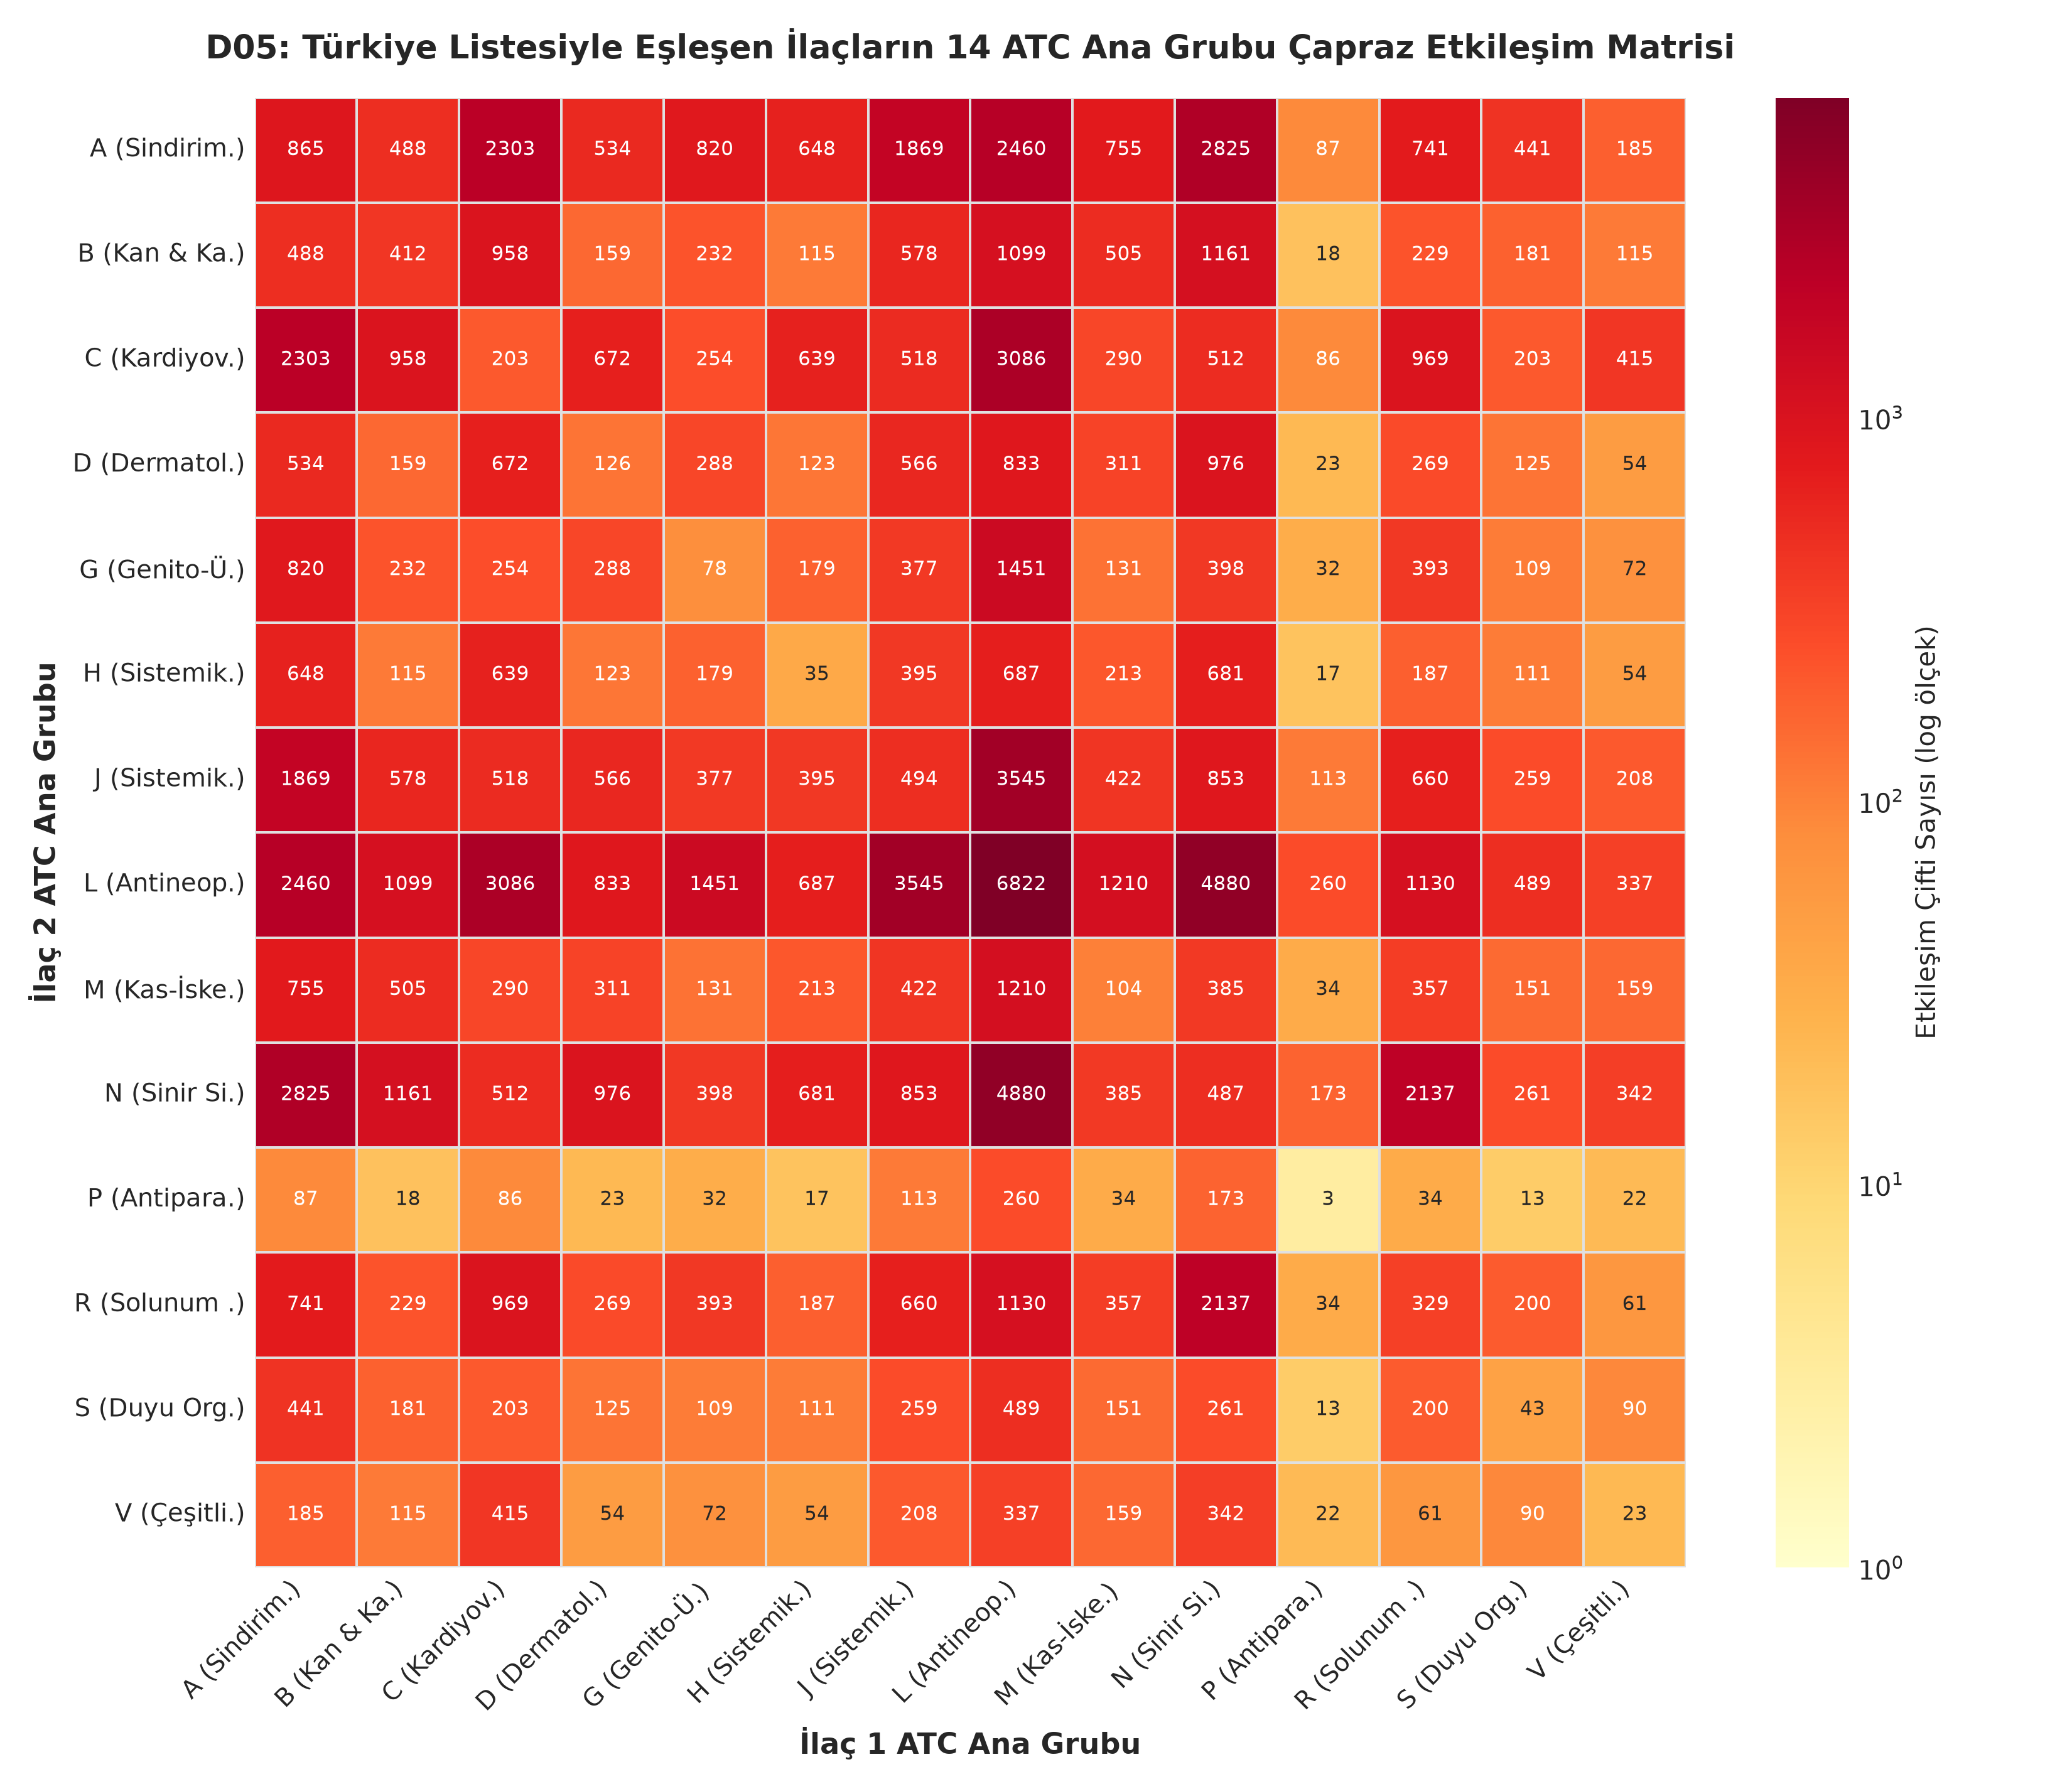 D05: Türkiye Listesiyle Eşleşen İlaçların 14 ATC Ana Grubu Çapraz Etkileşim Matrisi
İlaç 2 ATC Ana Grubu
A (Sindirim.) 865 488 2303 534 820 648 1869 2460 755 2825 87 741 441 185
B (Kan & Ka.) 488 412 958 159 232 115 578 1099 505 1161 18 229 181 115
C (Kardiyov.) 2303 958 203 672 254 639 518 3086 290 512 86 969 203 415
D (Dermatol.) 534 159 672 126 288 123 566 833 311 976 23 269 125 54
G (Genito-Ü.) 820 232 254 288 78 179 377 1451 131 398 32 393 109 72
H (Sistemik.) 648 115 639 123 179 35 395 687 213 681 17 187 111 54
J (Sistemik.) 1869 578 518 566 377 395 494 3545 422 853 113 660 259 208
L (Antineop.) 2460 1099 3086 833 1451 687 3545 6822 1210 4880 260 1130 489 337
M (Kas-İske.) 755 505 290 311 131 213 422 1210 104 385 34 357 151 159
N (Sinir Si.) 2825 1161 512 976 398 681 853 4880 385 487 173 2137 261 342
P (Antipara.) 87 18 86 23 32 17 113 260 34 173 3 34 13 22
R (Solunum .) 741 229 969 269 393 187 660 1130 357 2137 34 329 200 61
S (Duyu Org.) 441 181 203 125 109 111 259 489 151 261 13 200 43 90
V (Çeşitli.) 185 115 415 54 72 54 208 337 159 342 22 61 90 23
A (Sindirim.) B (Kan & Ka.) C (Kardiyov.) D (Dermatol.) G (Genito-Ü.) H (Sistemik.) J (Sistemik.) L (Antineop.) M (Kas-İske.) N (Sinir Si.) P (Antipara.) R (Solunum .) S (Duyu Org.) V (Çeşitli.)
İlaç 1 ATC Ana Grubu
10³
10²
10¹
10⁰
Etkileşim Çifti Sayısı (log ölçek)